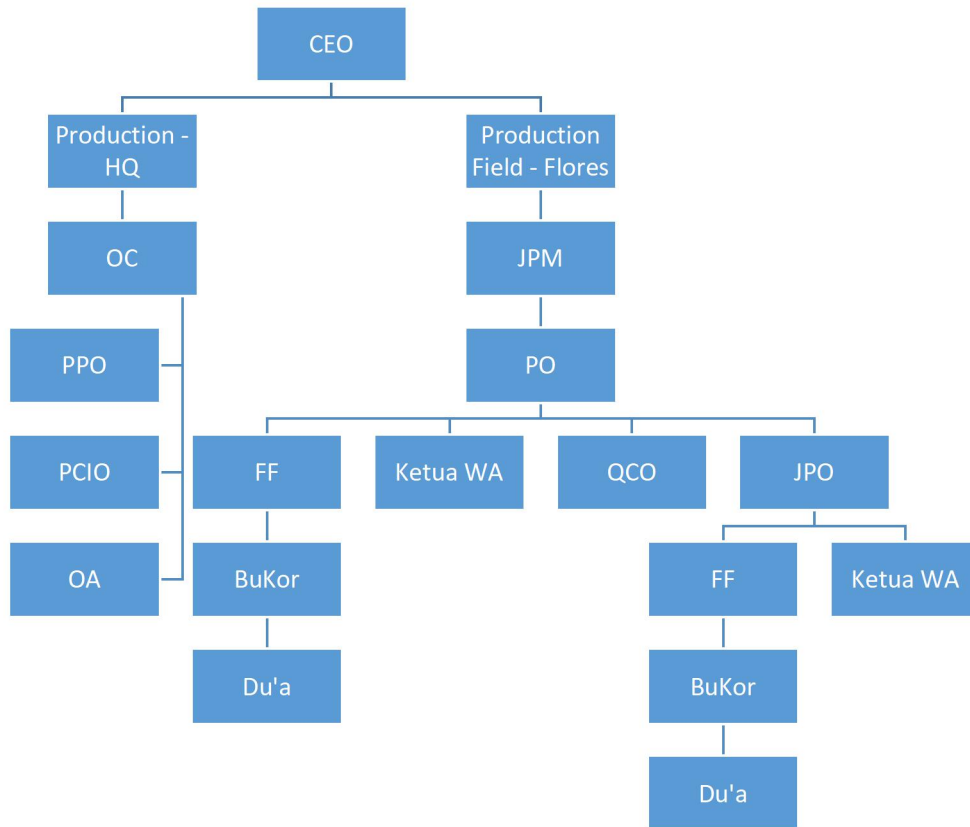 CEO
Production -
HQ
Production
Field - Flores
OC
JPM
PPO
PO
PCIO
FF
Ketua WA
QCO
JPO
OA
BuKor
FF
Ketua WA
Du'a
BuKor
Du'a